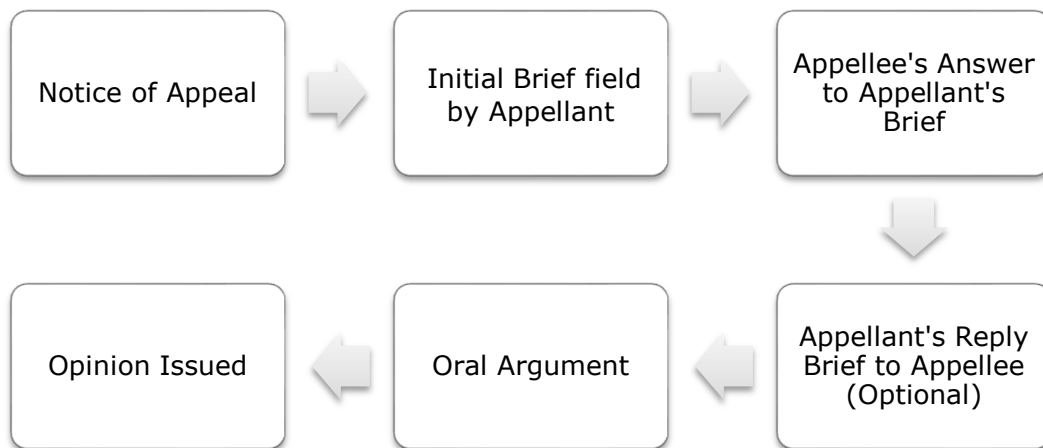 Notice of Appeal
Initial Brief field
by Appellant
Appellee's Answer
to Appellant's
Brief
Appellant's Reply
Brief to Appellee
(Optional)
Oral Argument
Opinion Issued